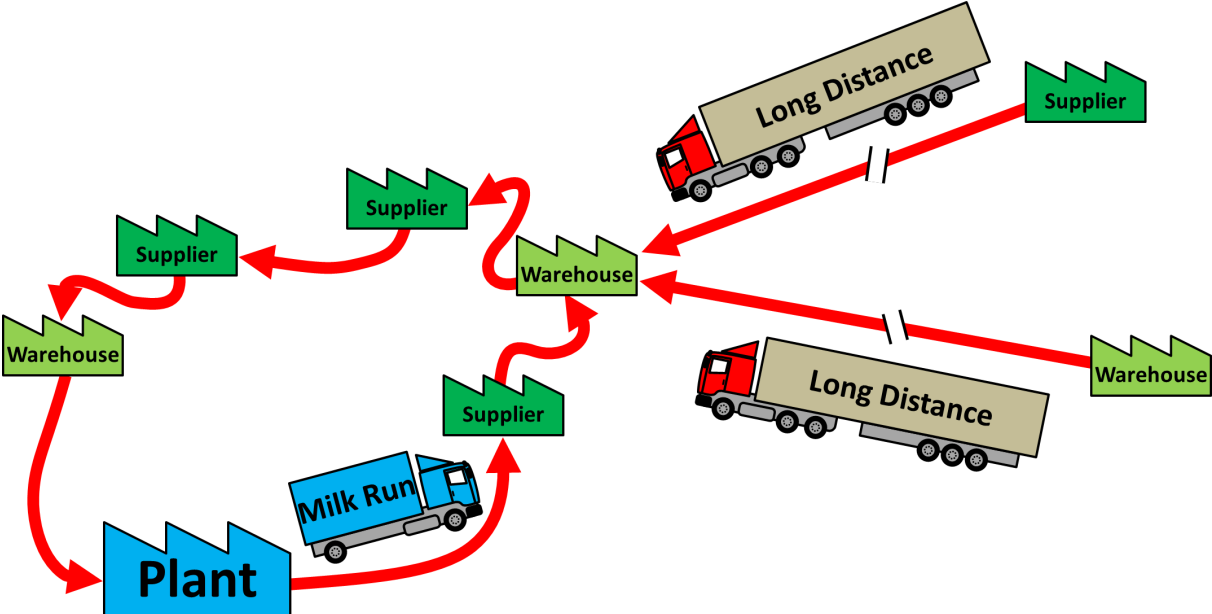 Long Distance
Supplier
Supplier
Supplier
Warehouse
Warehouse
Warehouse
Long Distance
Supplier
Milk Run
Plant